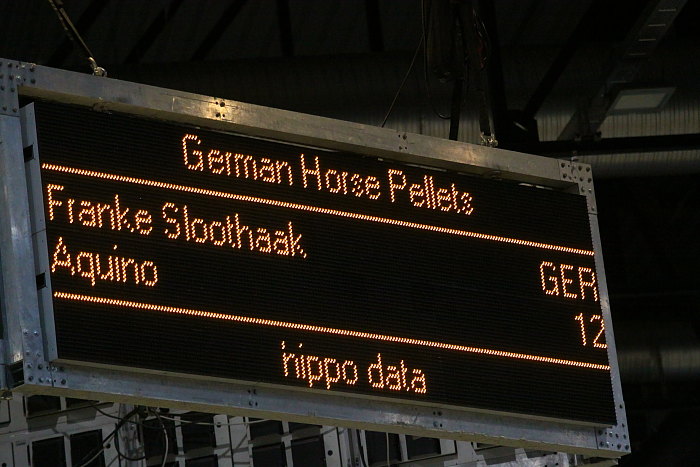 German Horse Pellets
Franke Sloothaak GER
Aquino 12
hippo data